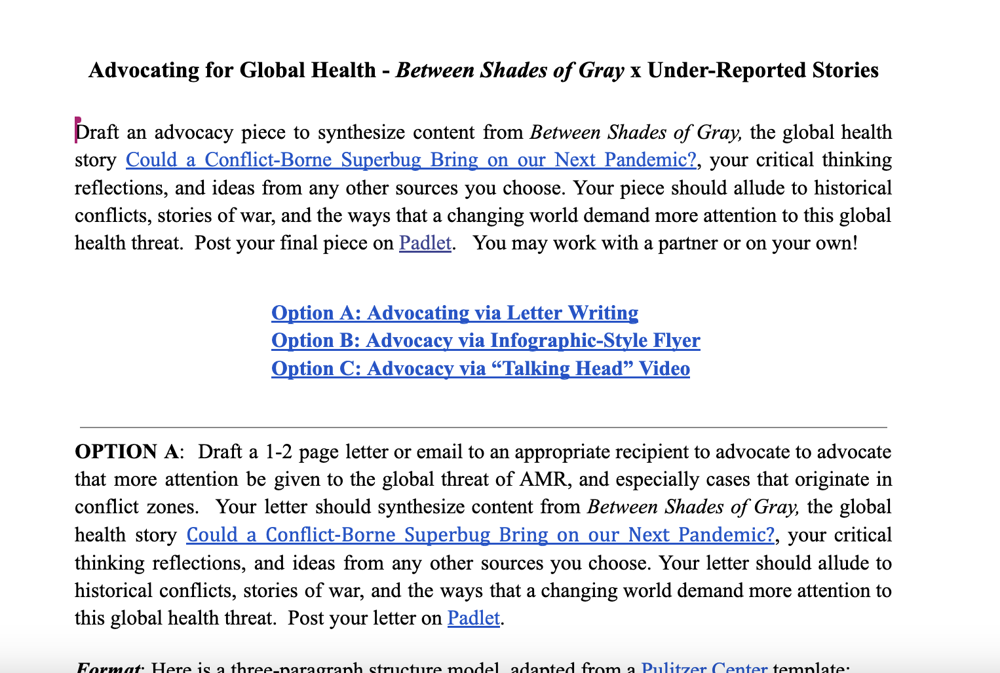 Advocating for Global Health - Between Shades of Gray x Under-Reported Stories
Draft an advocacy piece to synthesize content from Between Shades of Gray, the global health
story Could a Conflict-Borne Superbug Bring on our Next Pandemic?, your critical thinking
reflections, and ideas from any other sources you choose. Your piece should allude to historical
conflicts, stories of war, and the ways that a changing world demand more attention to this global
health threat.  Post your final piece on Padlet.   You may work with a partner or on your own!
Option A: Advocating via Letter Writing
Option B: Advocacy via Infographic-Style Flyer
Option C: Advocacy via “Talking Head” Video
OPTION A:  Draft a 1-2 page letter or email to an appropriate recipient to advocate to advocate
that more attention be given to the global threat of AMR, and especially cases that originate in
conflict zones.  Your letter should synthesize content from Between Shades of Gray, the global
health story Could a Conflict-Borne Superbug Bring on our Next Pandemic?, your critical
thinking reflections, and ideas from any other sources you choose. Your letter should allude to
historical conflicts, stories of war, and the ways that a changing world demand more attention to
this global health threat.  Post your letter on Padlet.
Format: Here is a three-paragraph structure model, adapted from a Pulitzer Center template: